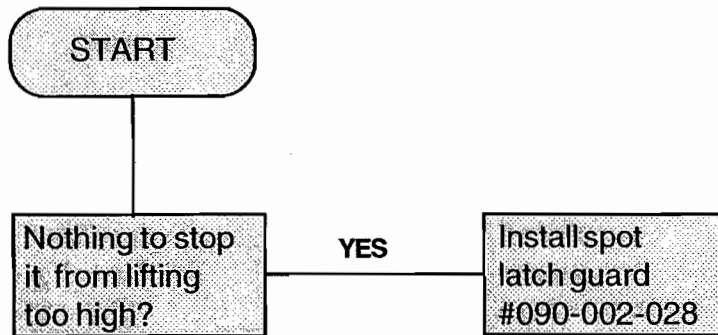 START
Nothing to stop
it from lifting
too high?
YES
Install spot
latch guard
#090-002-028